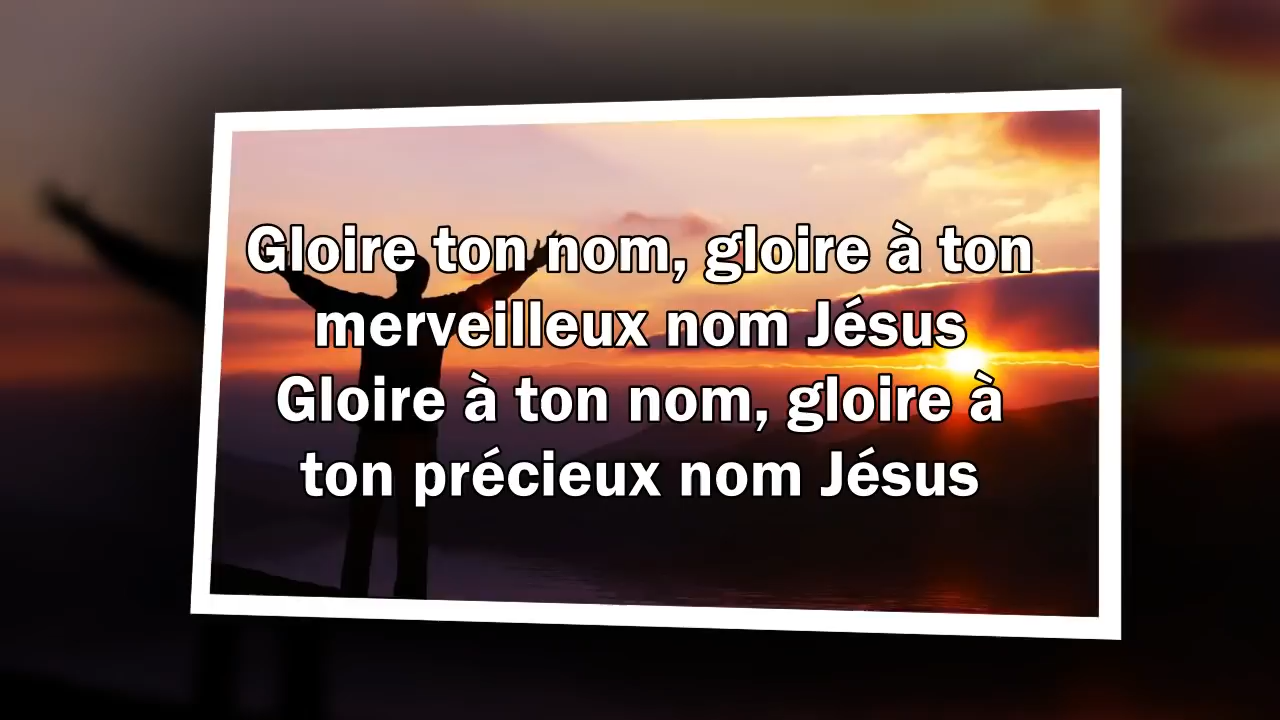 Gloire ton nom, gloire à ton
merveilleux nom Jésus
Gloire à ton nom, gloire à
ton précieux nom Jésus